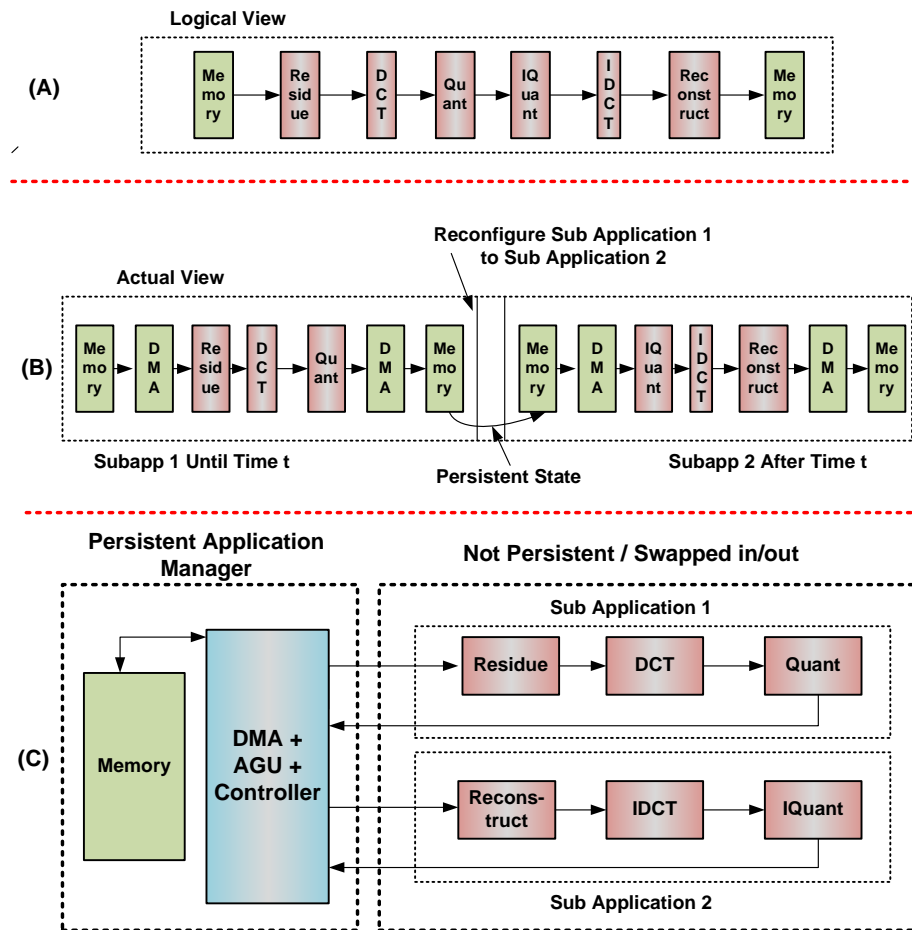 Logical View
(A)
Me
mo
ry
Re
sid
ue
D
C
T
Qu
ant
IQ
ua
nt
I
D
C
T
Rec
onst
ruct
Me
mo
ry
Reconfigure Sub Application 1
to Sub Application 2
Actual View
(B)
Me
mo
ry
D
M
A
Re
sid
ue
D
C
T
Qu
ant
D
M
A
Me
mo
ry
Me
mo
ry
D
M
A
IQ
ua
nt
I
D
C
T
Rec
onst
ruct
D
M
A
Me
mo
ry
Subapp 1 Until Time t
Subapp 2 After Time t
Persistent State
Persistent Application
Manager
Not Persistent / Swapped in/out
(C)
Memory
DMA +
AGU +
Controller
Sub Application 1
Residue
DCT
Quant
Recons-
truct
IDCT
IQuant
Sub Application 2